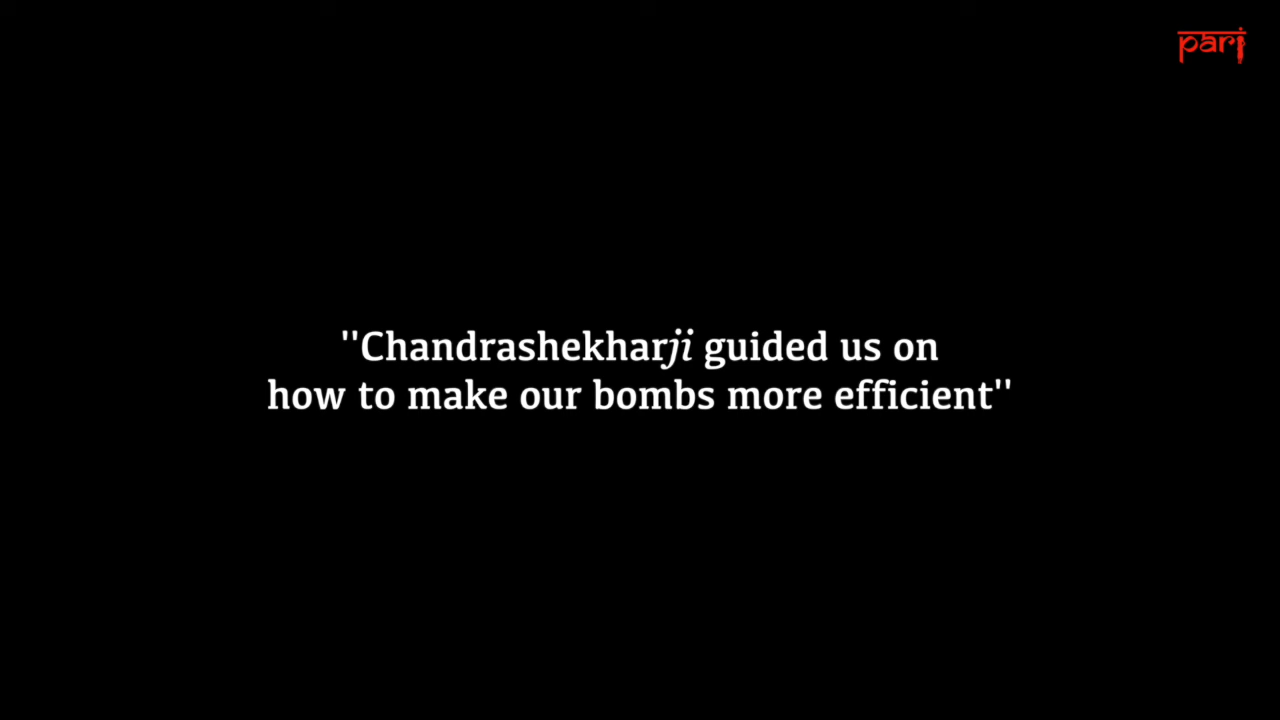 pari
"Chandrashekharji guided us on
how to make our bombs more efficient"